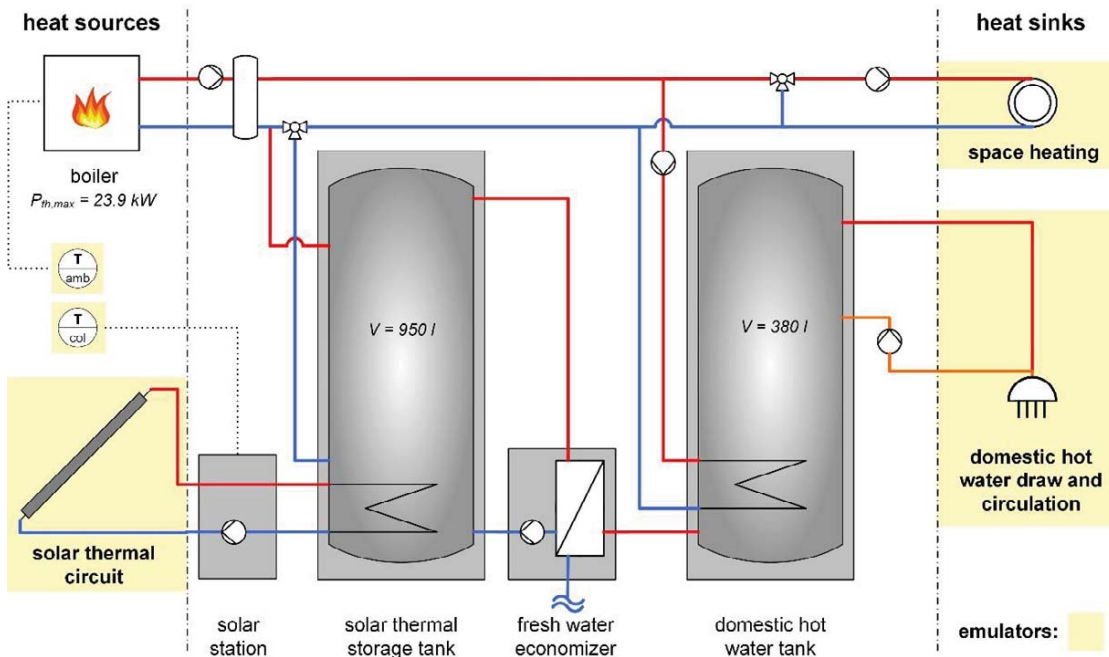 heat sources
heat sinks
boiler
P_th,max = 23.9 kW
space heating
T
amb
T
col
V = 950 l
V = 380 l
solar thermal
circuit
domestic hot
water draw and
circulation
solar
station
solar thermal
storage tank
fresh water
economizer
domestic hot
water tank
emulators: